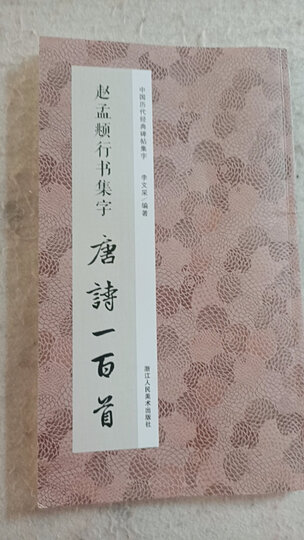 中国历代经典碑帖集字
李文采／编著
浙江人民美术出版社
赵孟頫行书集字
唐詩一百首